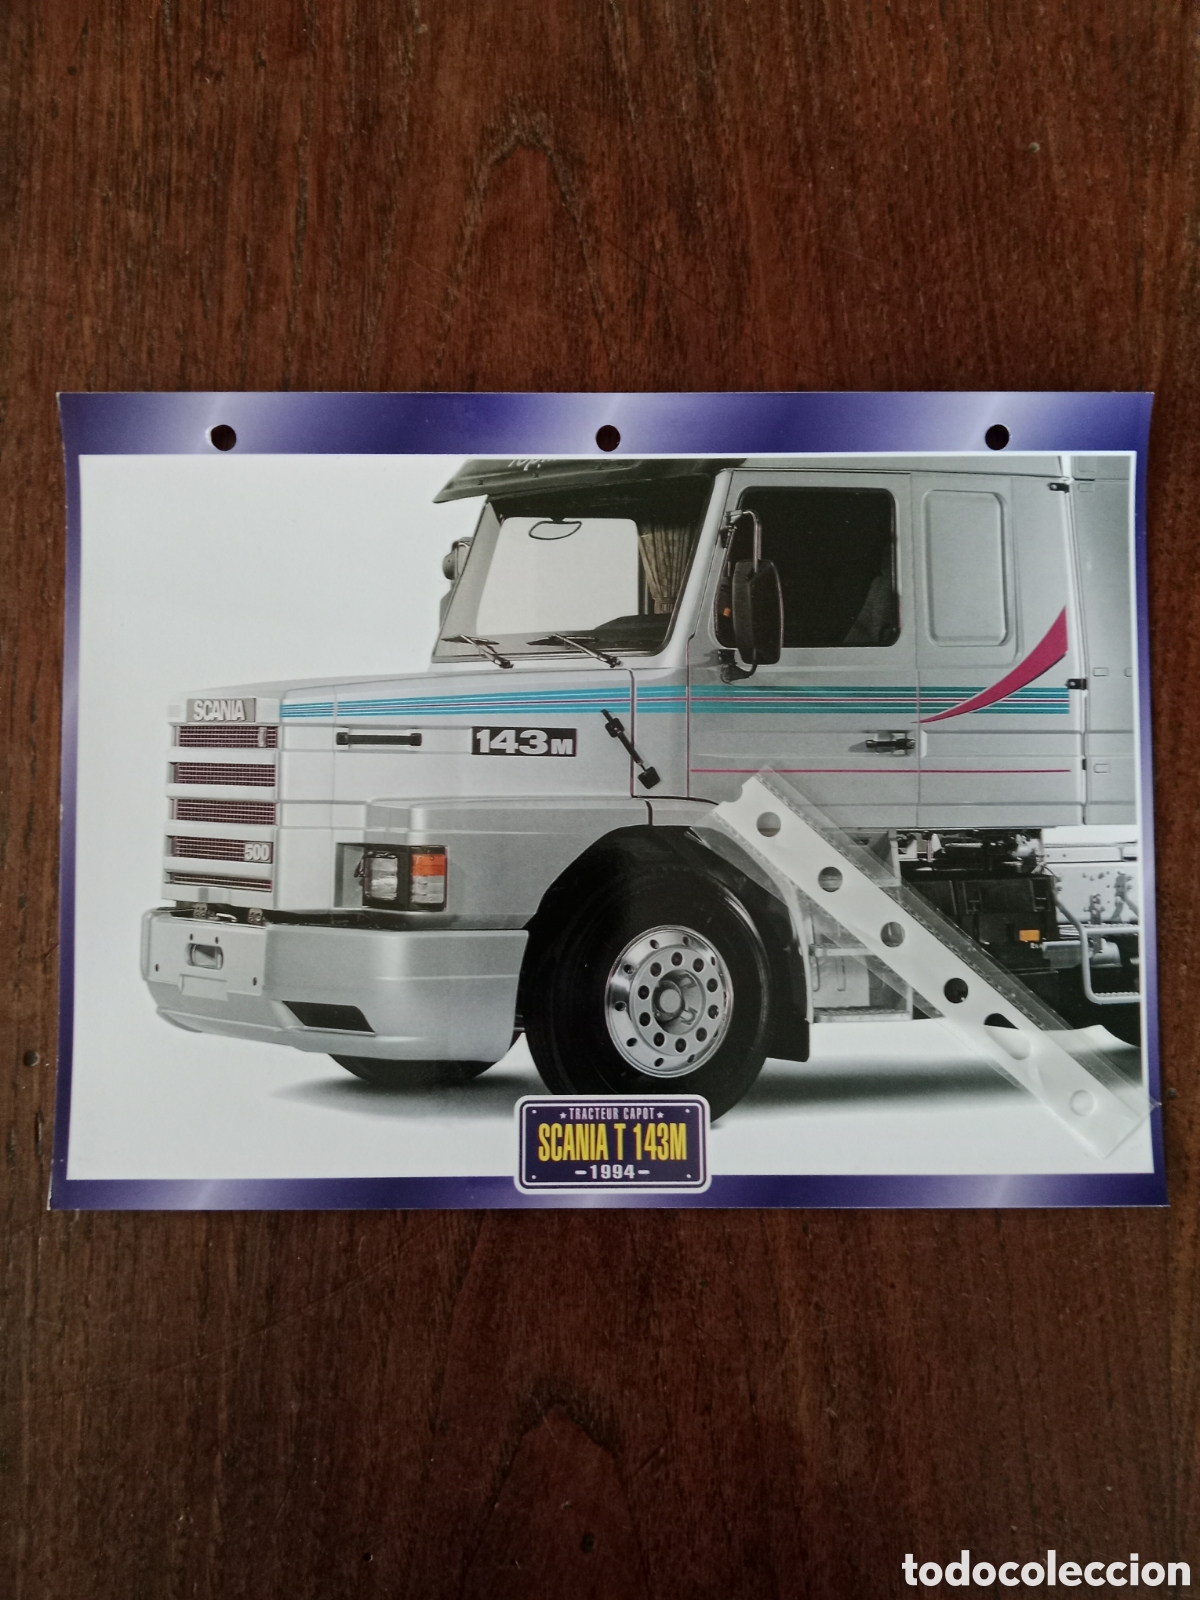 SCANIA
143M
500
★ TRACTEUR CAPOT ★
SCANIA T 143M
- 1994 -
todocoleccion